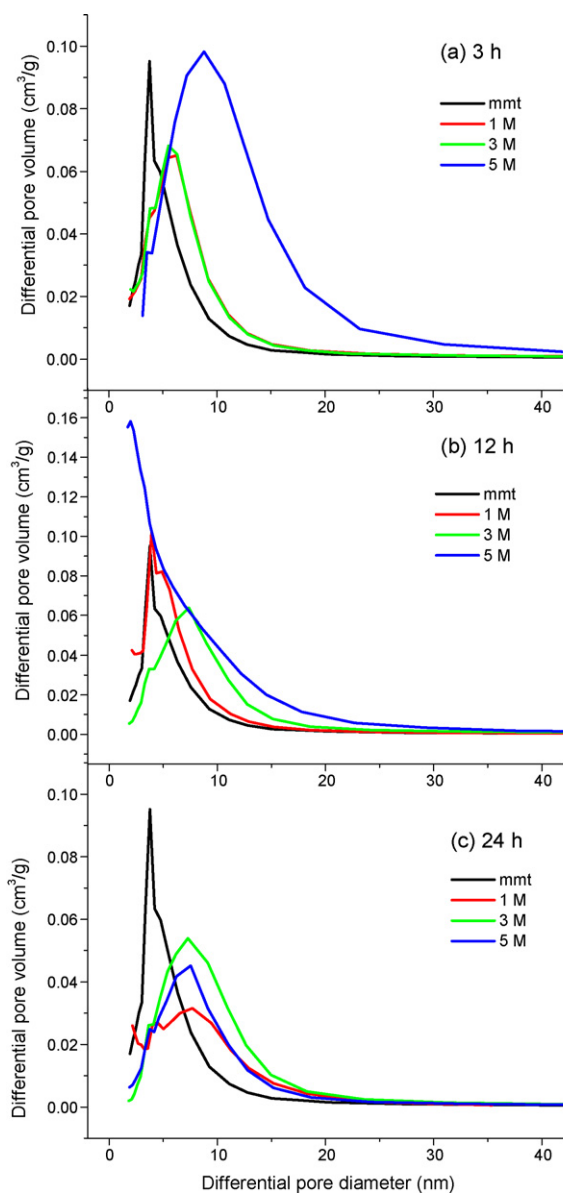 (a) 3 h
mmt
1 M
3 M
5 M
0.10
0.08
0.06
0.04
0.02
0.00
Differential pore volume (cm³/g)
0 10 20 30 40
(b) 12 h
mmt
1 M
3 M
5 M
0.16
0.14
0.12
0.10
0.08
0.06
0.04
0.02
0.00
Differential pore volume (cm³/g)
0 10 20 30 40
(c) 24 h
mmt
1 M
3 M
5 M
0.10
0.08
0.06
0.04
0.02
0.00
Differential pore volume (cm³/g)
0 10 20 30 40
Differential pore diameter (nm)